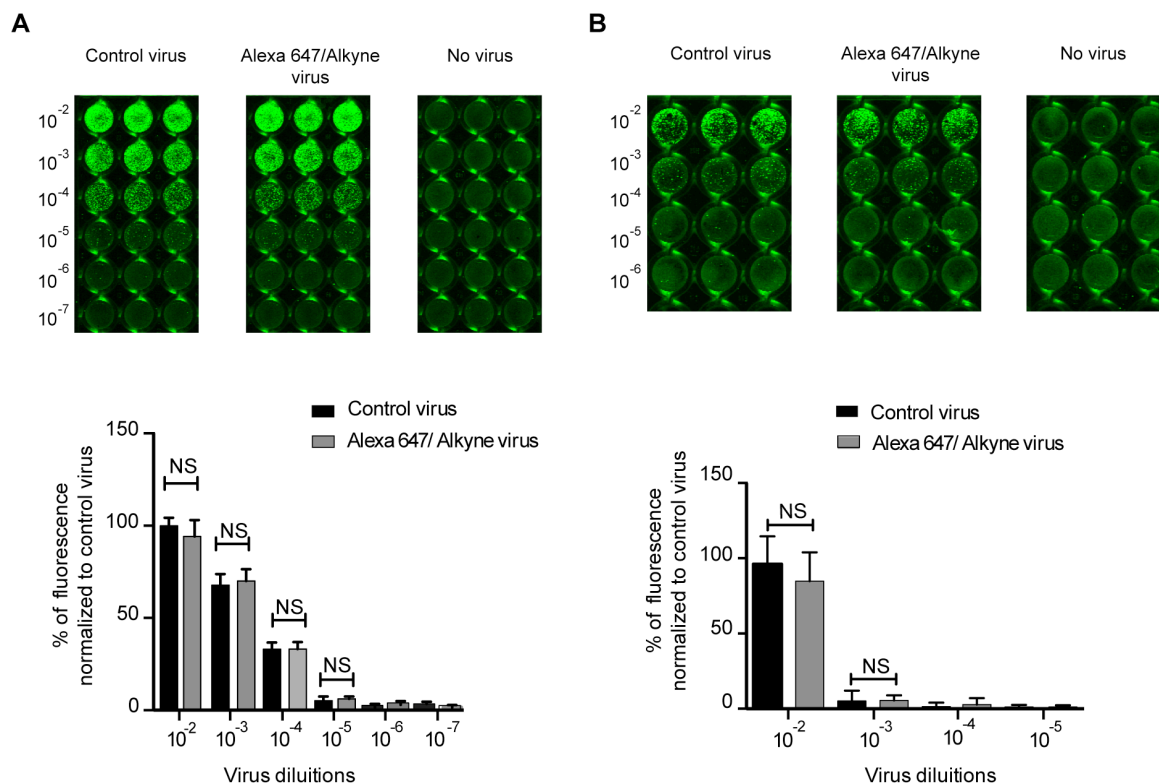 A
Control virus
Alexa 647/Alkyne
virus
No virus
10-2
10-3
10-4
10-5
10-6
10-7
Control virus
Alexa 647/ Alkyne virus
% of fluorescence
normalized to control virus
150
100
50
0
NS
NS
NS
NS
10-2 10-3 10-4 10-5 10-6 10-7
Virus diluitions
B
Control virus
Alexa 647/Alkyne
virus
No virus
10-2
10-3
10-4
10-5
10-6
Control virus
Alexa 647/ Alkyne virus
% of fluorescence
normalized to control virus
150
100
50
0
NS
NS
10-2 10-3 10-4 10-5
Virus diluitions